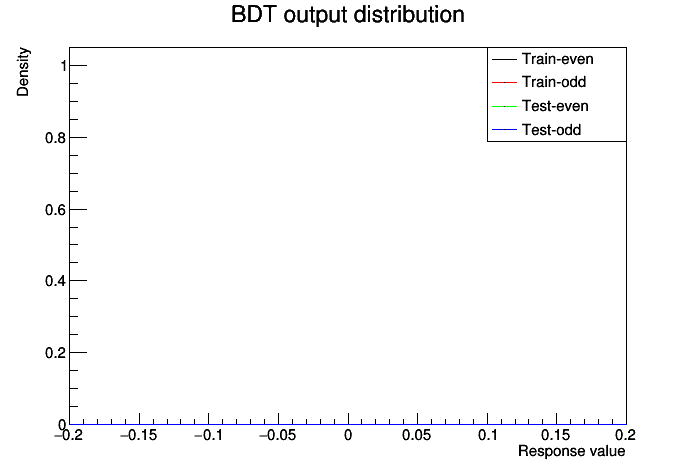 BDT output distribution
Density
1
0.8
0.6
0.4
0.2
0
−0.2 −0.15 −0.1 −0.05 0 0.05 0.1 0.15 0.2
Response value
Train-even
Train-odd
Test-even
Test-odd